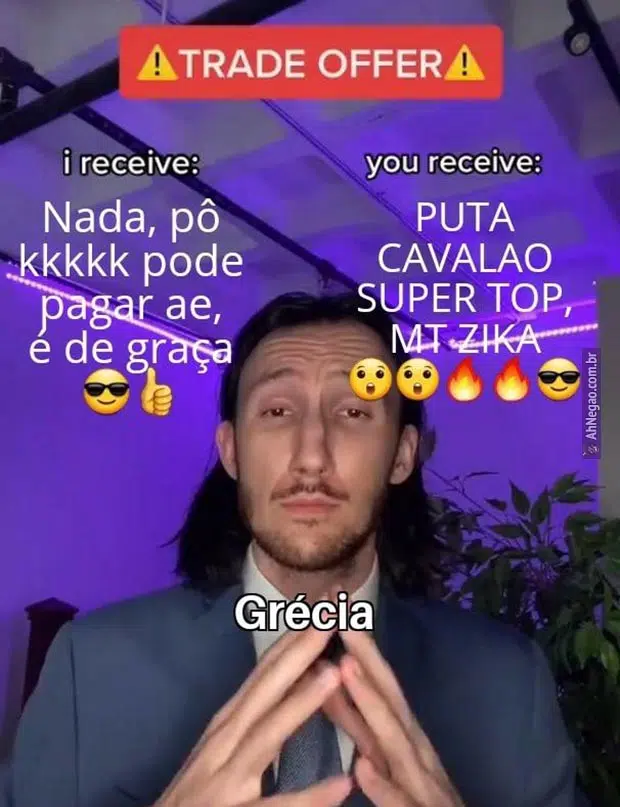 ⚠️TRADE OFFER⚠️
i receive:
Nada, pô
kkkkk pode
pagar ae,
é de graça
😎👍
you receive:
PUTA
CAVALAO
SUPER TOP,
MT ZIKA
😲😲🔥🔥😎
AhNegao.com.br
Grécia